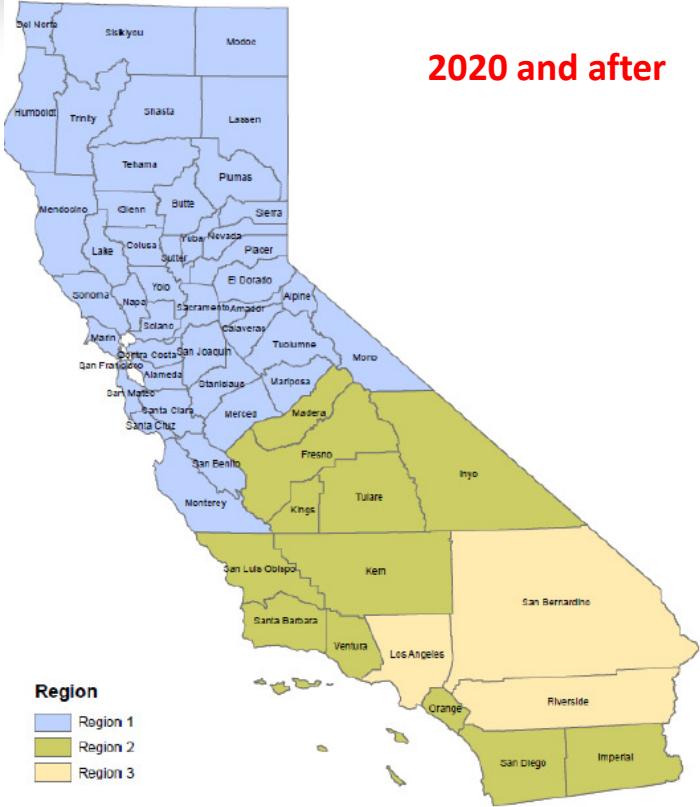 Del Norte
Sisikiyou
Modoc
2020 and after
Humboldt
Trinity
Shasta
Lassen
Tehama
Plumas
Mendocino
Glenn
Butte
Sierra
Lake
Colusa
Sutter
Yuba
Nevada
Placer
Sonoma
Napa
Yolo
El Dorado
Sacramento
Amador
Alpine
Marin
Solano
Calaveras
Tuolumne
Mono
San Francisco
Contra Costa
San Joaquin
Alameda
Stanislaus
Mariposa
San Mateo
Santa Clara
Santa Cruz
Merced
Madera
San Benito
Fresno
Inyo
Monterey
Kings
Tulare
San Luis Obispo
Kern
San Bernardino
Santa Barbara
Ventura
Los Angeles
Region
Orange
Riverside
Region 1
Region 2
Region 3
San Diego
Imperial